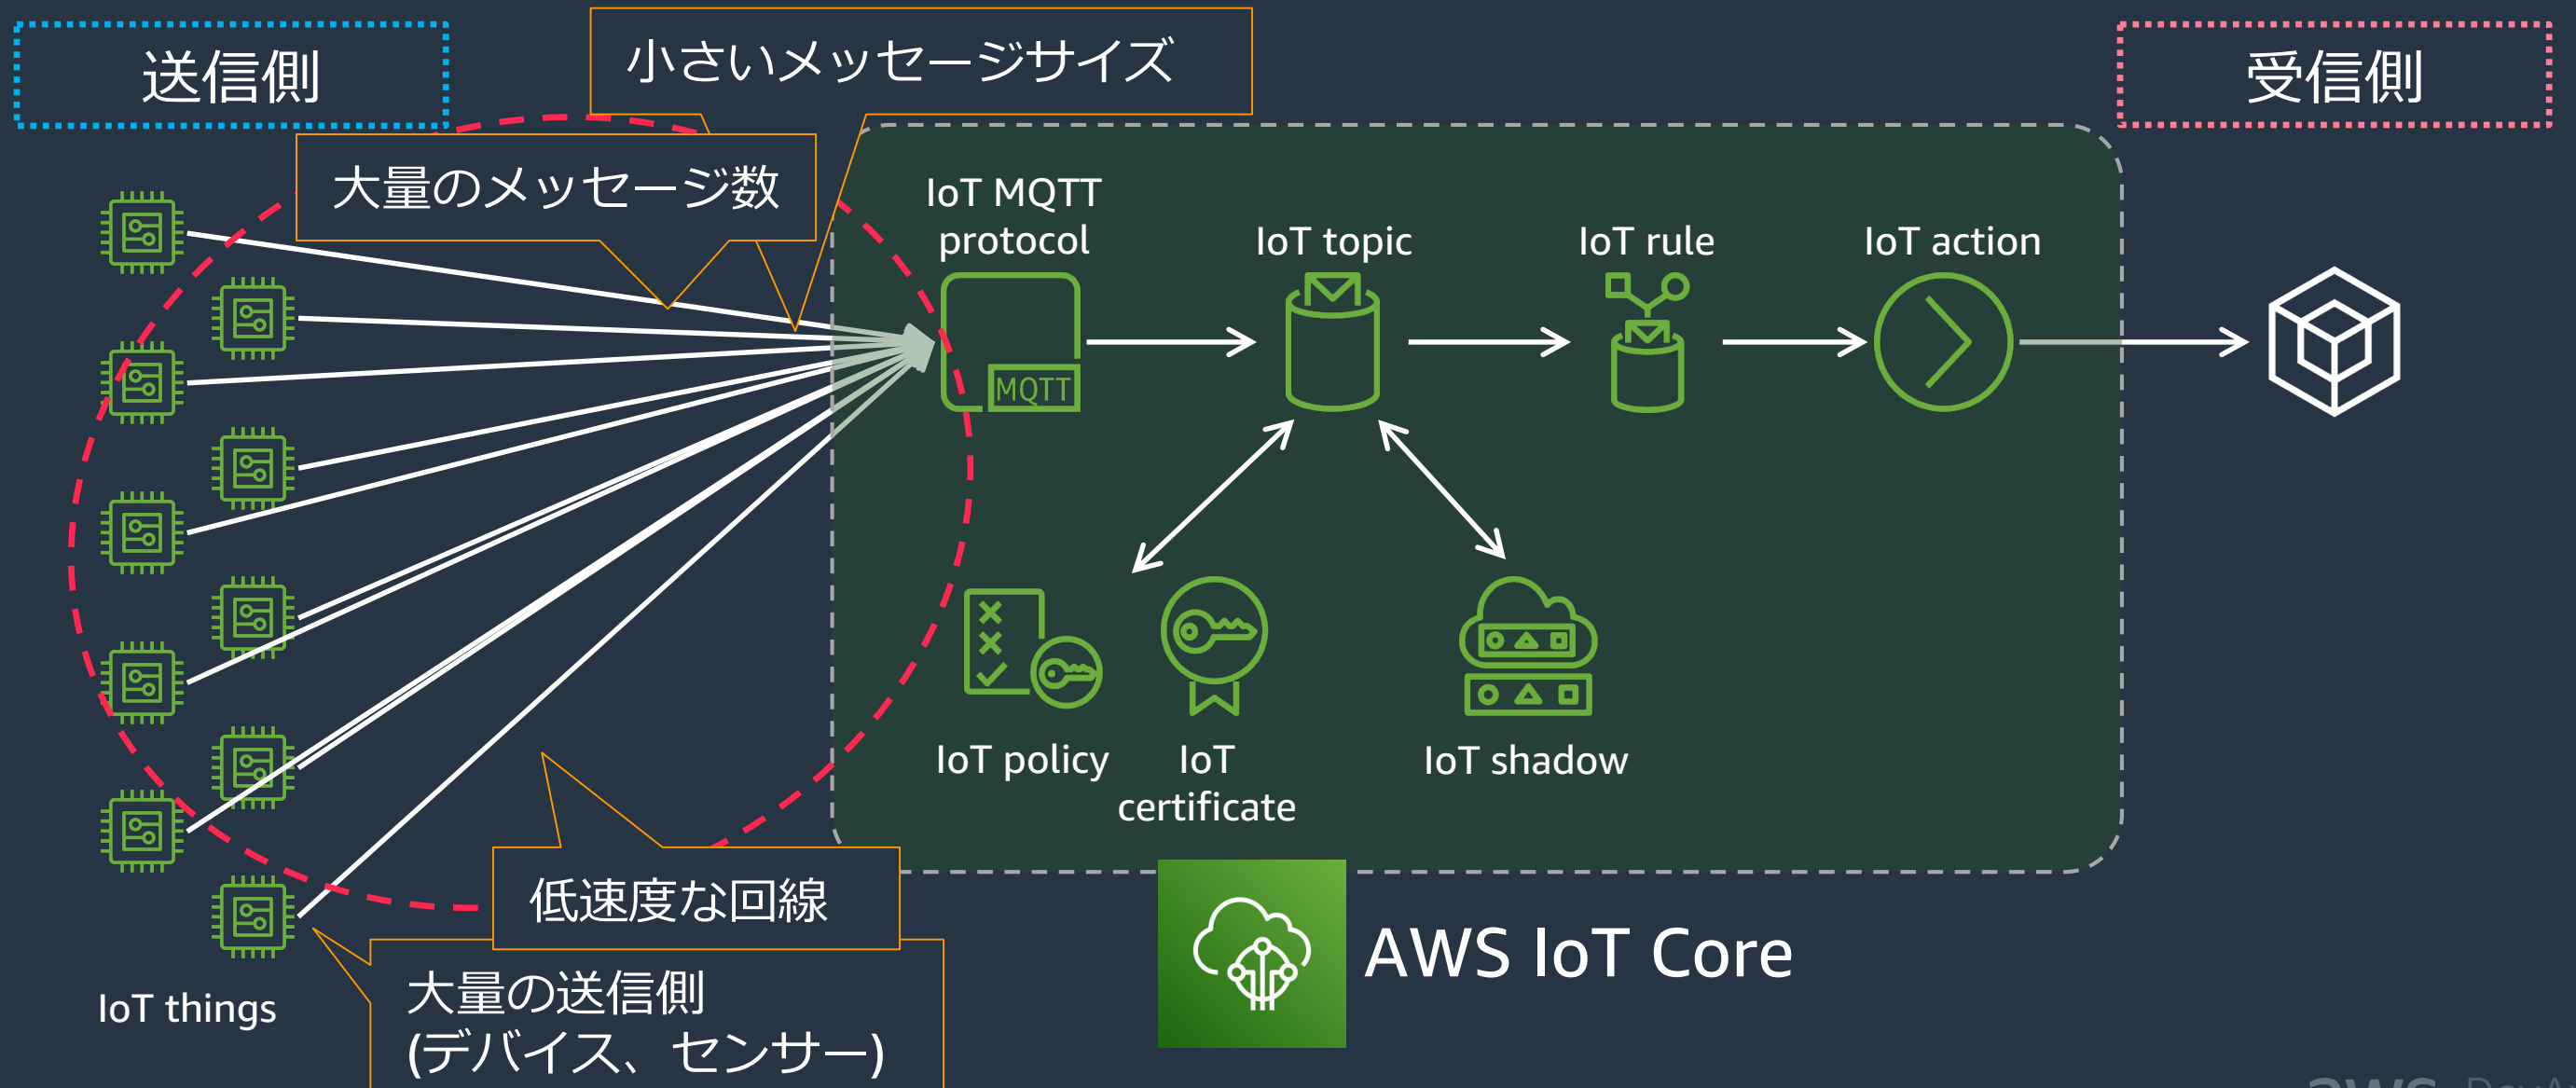 送信側
小さいメッセージサイズ
受信側
大量のメッセージ数
IoT MQTT
protocol
IoT topic
IoT rule
IoT action
MQTT
IoT policy
IoT
certificate
IoT shadow
低速度な回線
AWS IoT Core
大量の送信側
(デバイス、センサー)
IoT things
aws